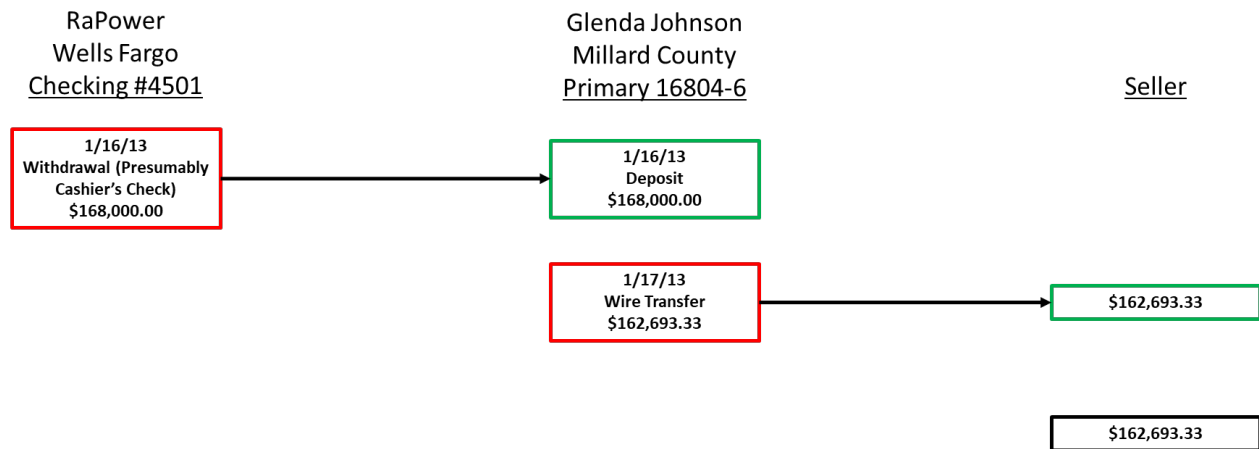 RaPower
Wells Fargo
Checking #4501
Glenda Johnson
Millard County
Primary 16804-6
Seller
1/16/13
Withdrawal (Presumably
Cashier's Check)
$168,000.00
1/16/13
Deposit
$168,000.00
1/17/13
Wire Transfer
$162,693.33
$162,693.33
$162,693.33